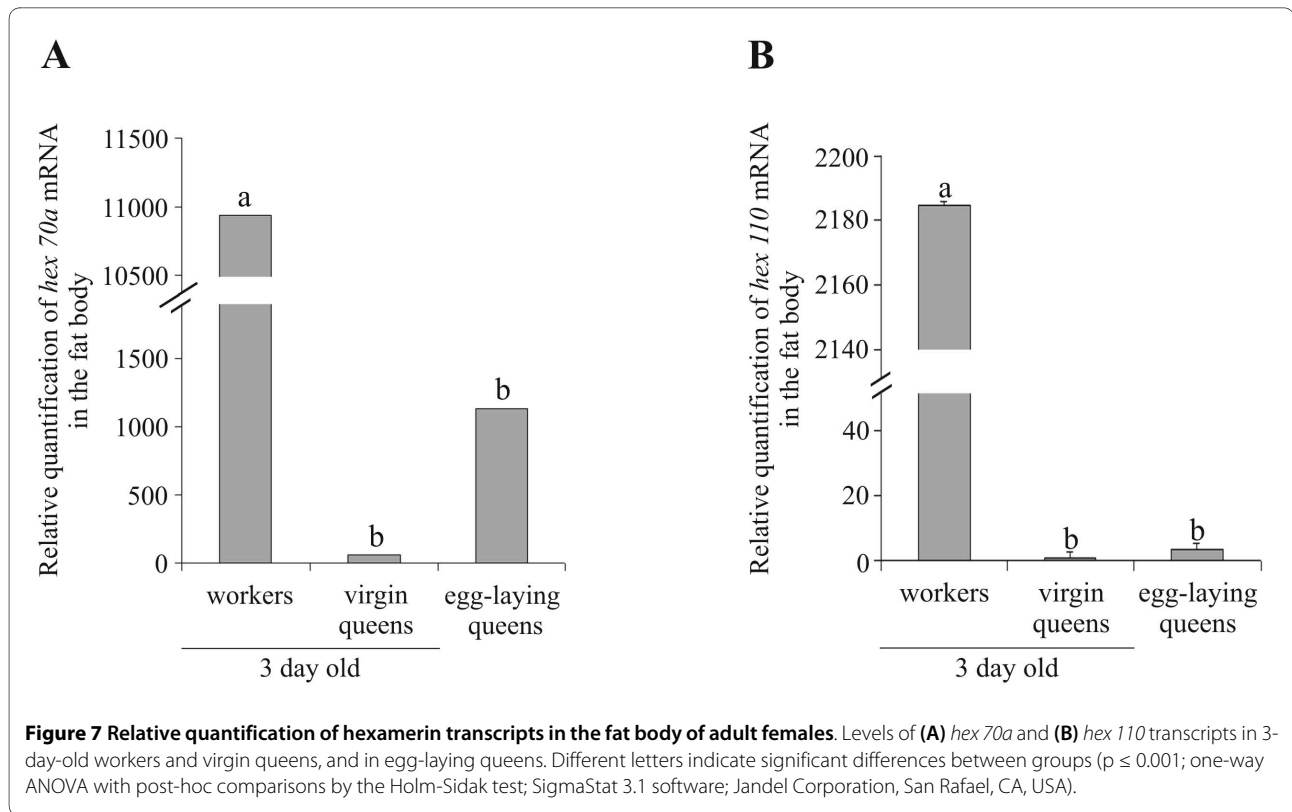 A
Relative quantification of hex 70a mRNA
in the fat body
11500
11000
10500
1500
1000
500
0
a
b
b
workers
virgin
queens
egg-laying
queens
3 day old
B
Relative quantification of hex 110 mRNA
in the fat body
2200
2180
2160
2140
40
20
0
a
b
b
workers
virgin
queens
egg-laying
queens
3 day old
Figure 7 Relative quantification of hexamerin transcripts in the fat body of adult females. Levels of (A) hex 70a and (B) hex 110 transcripts in 3-
day-old workers and virgin queens, and in egg-laying queens. Different letters indicate significant differences between groups (p ≤ 0.001; one-way
ANOVA with post-hoc comparisons by the Holm-Sidak test; SigmaStat 3.1 software; Jandel Corporation, San Rafael, CA, USA).